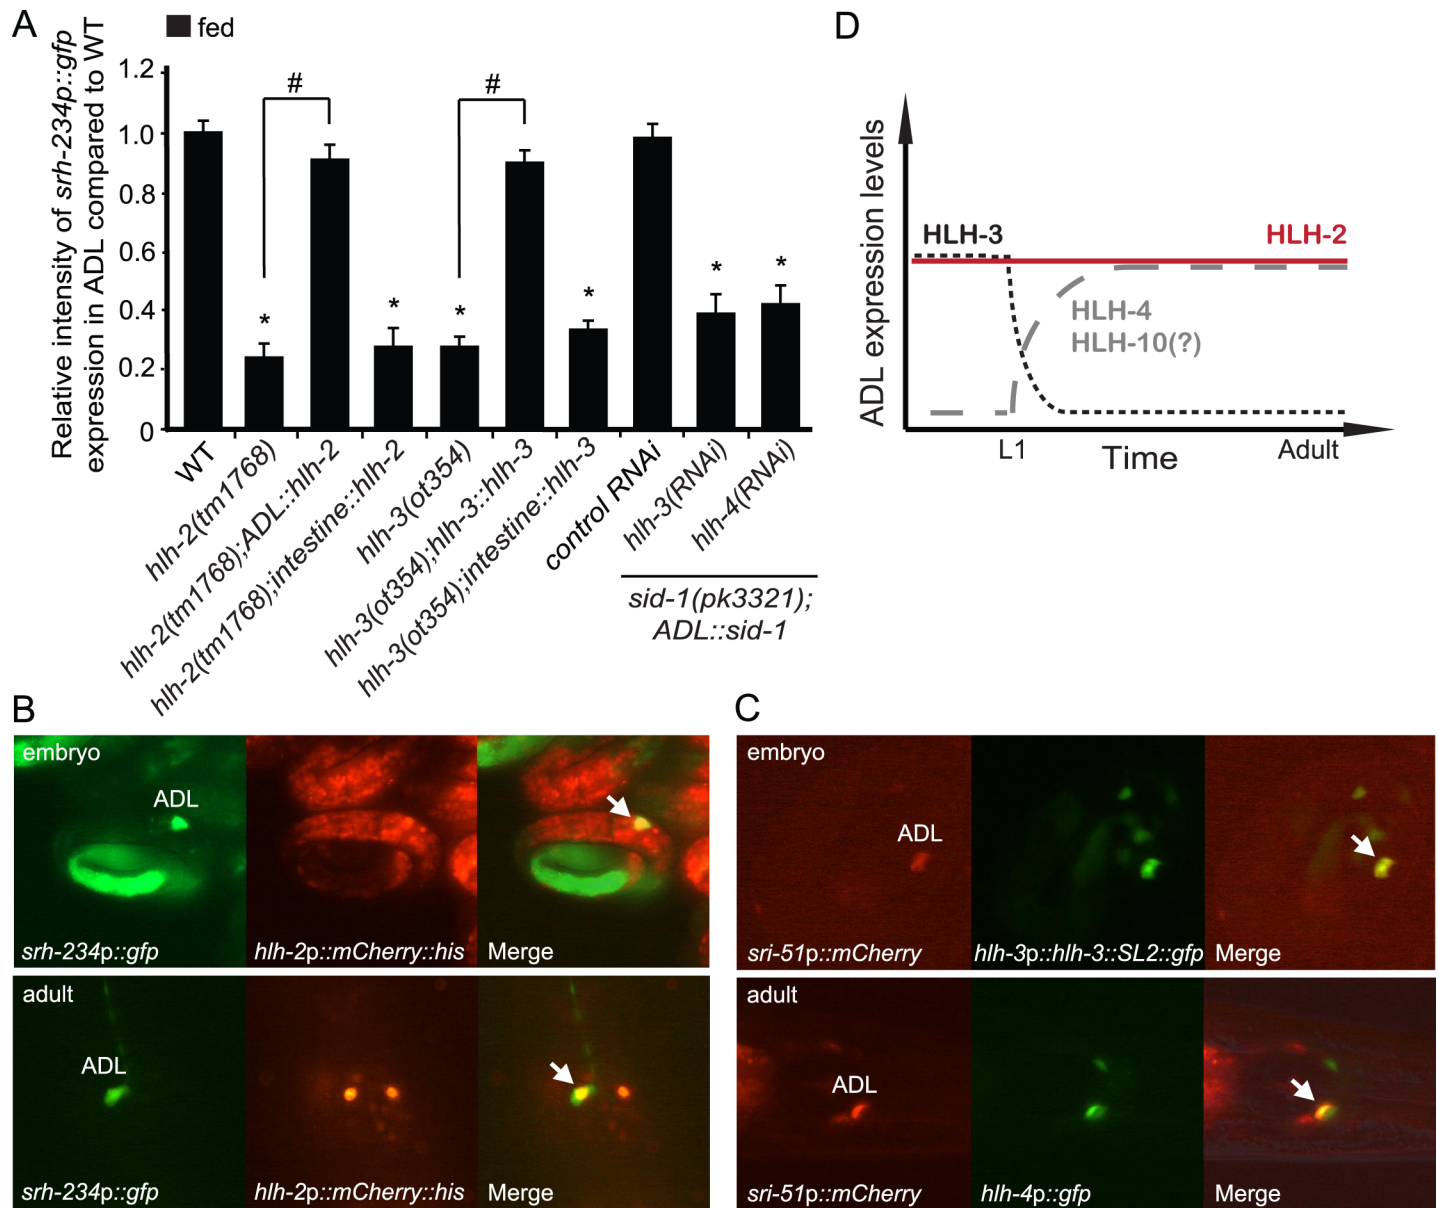 A
fed
Relative intensity of srh-234p::gfp
expression in ADL compared to WT
1.2
1.0
0.8
0.6
0.4
0.2
0
#
#
*
*
*
*
*
*
WT
hlh-2(tm1768)
hlh-2(tm1768);ADL::hlh-2
hlh-2(tm1768);intestine::hlh-2
hlh-3(ot354)
hlh-3(ot354);hlh-3::hlh-3
hlh-3(ot354);intestine::hlh-3
control RNAi
hlh-3(RNAi)
hlh-4(RNAi)
sid-1(pk3321);
ADL::sid-1
D
ADL expression levels
HLH-3
HLH-2
HLH-4
HLH-10(?)
L1
Time
Adult
B
embryo
ADL
srh-234p::gfp
hlh-2p::mCherry::his
Merge
adult
ADL
srh-234p::gfp
hlh-2p::mCherry::his
Merge
C
embryo
ADL
sri-51p::mCherry
hlh-3p::hlh-3::SL2::gfp
Merge
adult
ADL
sri-51p::mCherry
hlh-4p::gfp
Merge